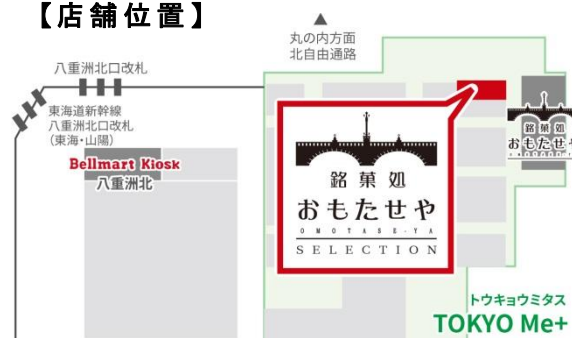 【店舗位置】
▲
丸の内方面
北自由通路
八重洲北口改札
東海道新幹線
八重洲北口改札
（東海・山陽）
Bellmart Kiosk
八重洲北
銘菓処
おもたせや
OMOTASE-YA
SELECTION
銘菓処
おもたせや
トウキョウミタス
TOKYO Me+